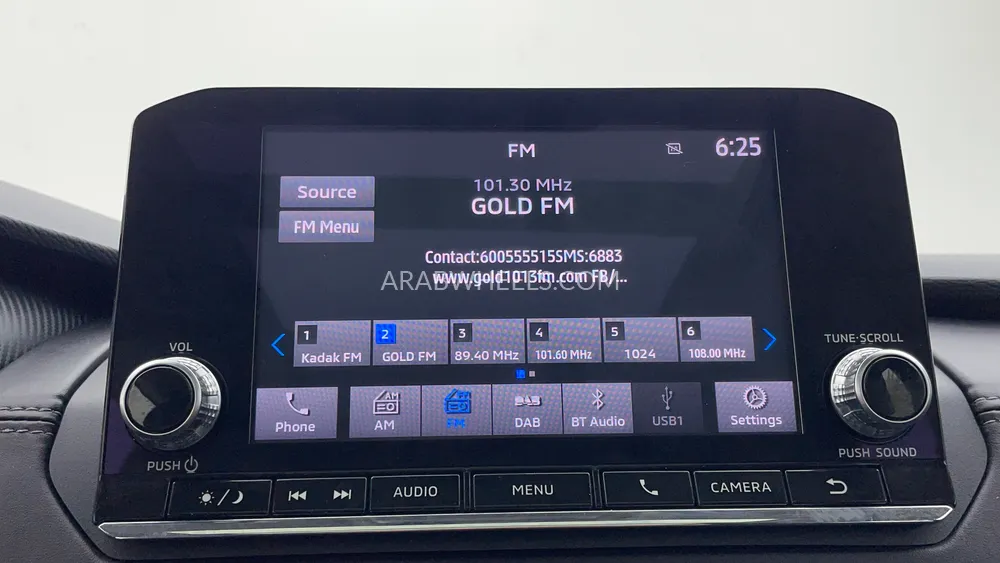 FM
6:25
Source
101.30 MHz
GOLD FM
FM Menu
Contact:600555515SMS:6883
www.gold1013fm.com FB/...
ARABWHEELS.COM
1 Kadak FM
2 GOLD FM
3 89.40 MHz
4 101.60 MHz
5 1024
6 108.00 MHz
VOL
TUNE·SCROLL
Phone
AM
FM
DAB
BT Audio
USB1
Settings
PUSH
PUSH SOUND
AUDIO
MENU
CAMERA